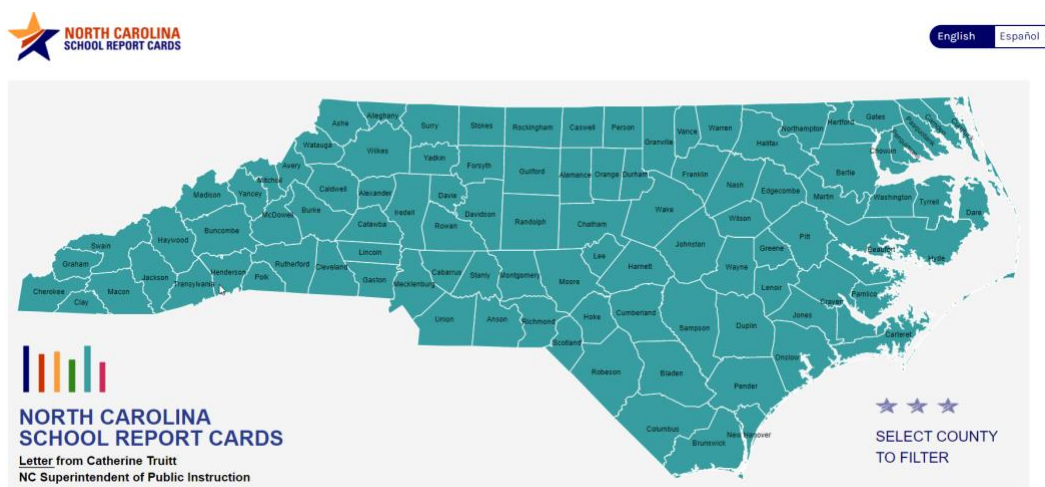 NORTH CAROLINA
SCHOOL REPORT CARDS
English
Español
Ashe
Alleghany
Surry
Stokes
Rockingham
Caswell
Person
Granville
Vance
Warren
Northampton
Hertford
Gates
Halifax
Watauga
Wilkes
Yadkin
Forsyth
Guilford
Alamance
Orange
Durham
Franklin
Nash
Edgecombe
Bertie
Chowan
Avery
Mitchell
Madison
Yancey
Caldwell
Alexander
Iredell
Davie
Davidson
Rowan
Randolph
Chatham
Wake
Wilson
Martin
Washington
Tyrrell
Dare
McDowell
Burke
Catawba
Buncombe
Haywood
Swain
Graham
Cherokee
Clay
Macon
Jackson
Transylvania
Henderson
Polk
Rutherford
Cleveland
Lincoln
Gaston
Mecklenburg
Cabarrus
Stanly
Montgomery
Moore
Lee
Harnett
Johnston
Wayne
Greene
Pitt
Beaufort
Hyde
Lenoir
Craven
Pamlico
Jones
Carteret
Union
Anson
Richmond
Scotland
Hoke
Cumberland
Sampson
Duplin
Onslow
Robeson
Bladen
Pender
Columbus
Brunswick
New Hanover
NORTH CAROLINA
SCHOOL REPORT CARDS
Letter from Catherine Truitt
NC Superintendent of Public Instruction
SELECT COUNTY
TO FILTER